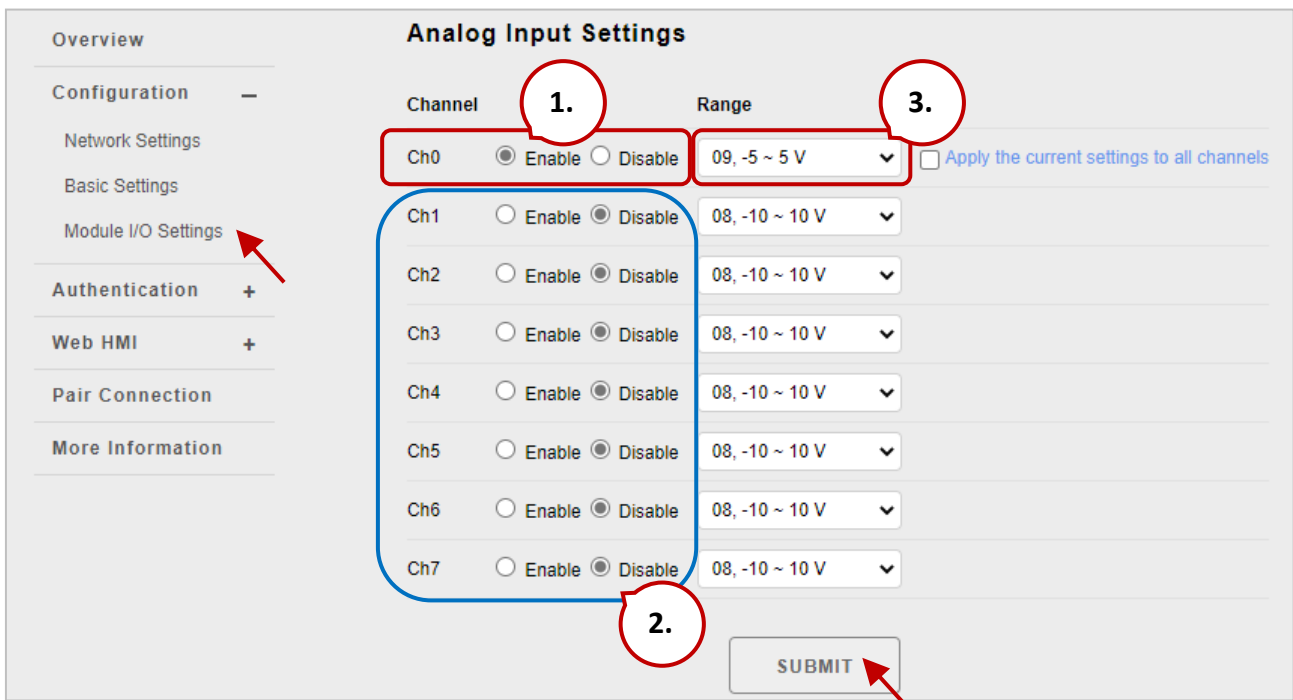 Overview
Configuration −
Network Settings
Basic Settings
Module I/O Settings
Authentication +
Web HMI +
Pair Connection
More Information
Analog Input Settings
Channel 1. Range 3.
Ch0 Enable Disable 09, -5 ~ 5 V Apply the current settings to all channels
Ch1 Enable Disable 08, -10 ~ 10 V
Ch2 Enable Disable 08, -10 ~ 10 V
Ch3 Enable Disable 08, -10 ~ 10 V
Ch4 Enable Disable 08, -10 ~ 10 V
Ch5 Enable Disable 08, -10 ~ 10 V
Ch6 Enable Disable 08, -10 ~ 10 V
Ch7 Enable Disable 08, -10 ~ 10 V
2.
SUBMIT